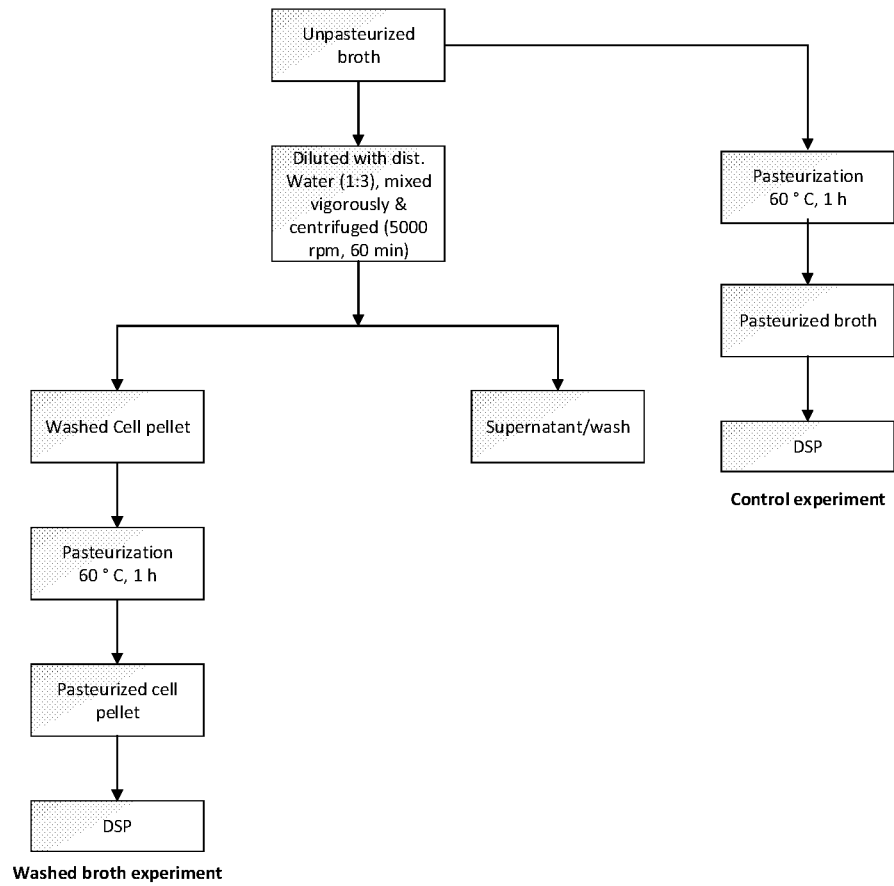 Unpasteurized
broth
Diluted with dist.
Water (1:3), mixed
vigorously &
centrifuged (5000
rpm, 60 min)
Pasteurization
60 ° C, 1 h
Pasteurized broth
DSP
Control experiment
Washed Cell pellet
Supernatant/wash
Pasteurization
60 ° C, 1 h
Pasteurized cell
pellet
DSP
Washed broth experiment